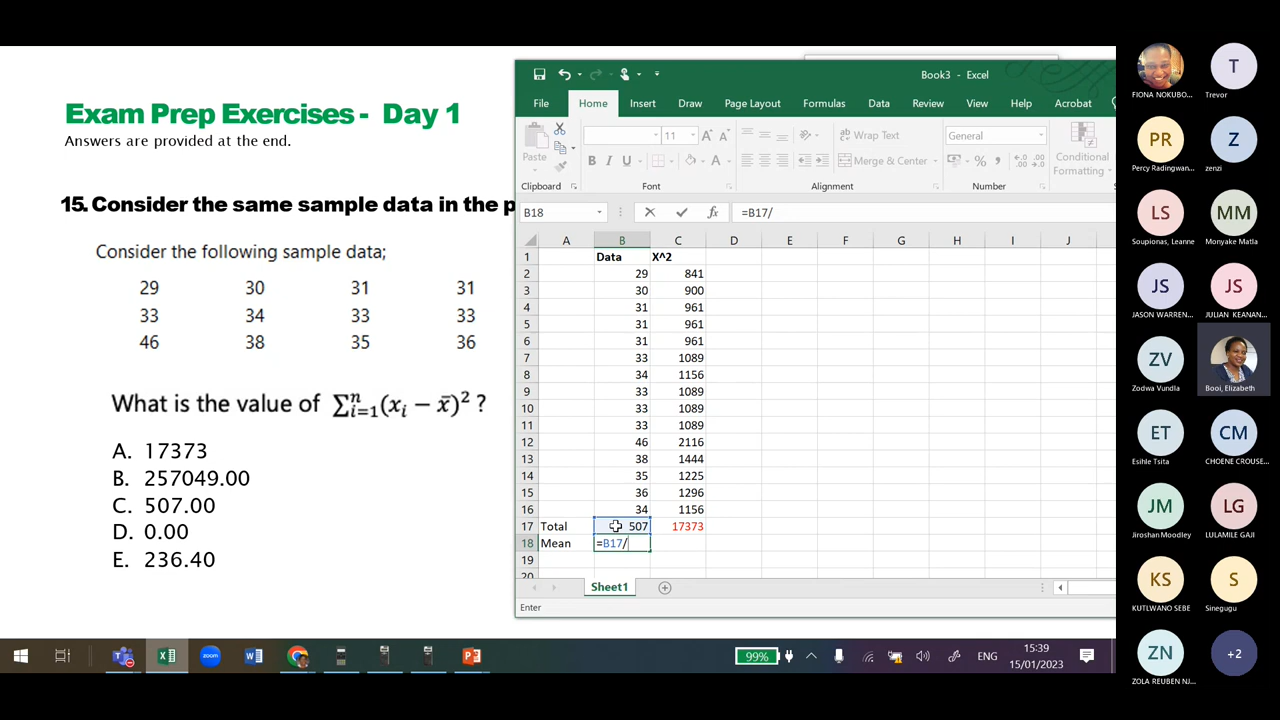 Exam Prep Exercises - Day 1
Answers are provided at the end.
15. Consider the same sample data in the p
Consider the following sample data;
29 30 31 31
33 34 33 33
46 38 35 36
What is the value of ∑ⁿᵢ₌₁(xᵢ − x̄)² ?
A. 17373
B. 257049.00
C. 507.00
D. 0.00
E. 236.40
Book3 - Excel
File Home Insert Draw Page Layout Formulas Data Review View Help Acrobat
Paste
11
B I U
Wrap Text
Merge & Center
General
Conditional
Formatting
Clipboard Font Alignment Number
B18 fx =B17/
A B C D E F G H I J
1 Data X^2
2 29 841
3 30 900
4 31 961
5 31 961
6 31 961
7 33 1089
8 34 1156
9 33 1089
10 33 1089
11 33 1089
12 46 2116
13 38 1444
14 35 1225
15 36 1296
16 34 1156
17 Total 507 17373
18 Mean =B17/
19
20
Sheet1
Enter
99%
ENG
15:39
15/01/2023
FIONA NOKUBO...
T
Trevor
PR
Percy Radingwan...
Z
zenzi
LS
Soupionas, Leanne
MM
Monyake Matla
JS
JASON WARREN...
JS
JULIAN KEANAN...
ZV
Zodwa Vundla
Booi, Elizabeth
ET
Esihle Tsita
CM
CHOENE CROUSE...
JM
Jiroshan Moodley
LG
LULAMILE GAJI
KS
KUTLWANO SEBE
S
Sinegugu
ZN
ZOLA REUBEN NJ...
+2